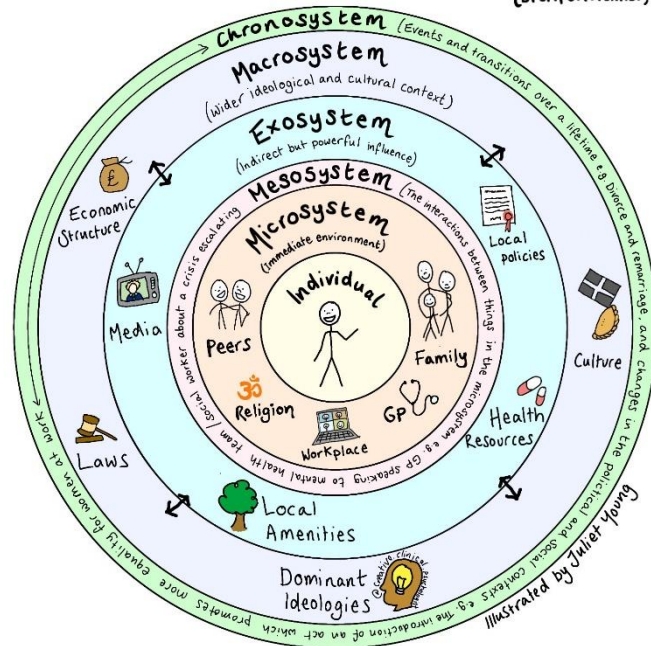 Chronosystem (Events and transitions over a lifetime e.g. Divorce and remarriage, and changes in the polictical and social contexts e.g. The introduction of an act which promotes more equality for women at work
Macrosystem
(Wider ideological and cultural context)
Exosystem
(Indirect but powerful influence)
Mesosystem (The interactions between things in the microsystem e.g. GP speaking to mental health team/social worker about a crisis escalating
Microsystem
(Immediate environment)
Individual
£
Economic
Structure
Local
policies
Media
Peers
Family
Culture
ॐ
Religion
Workplace
GP
Health
Resources
Laws
Local
Amenities
Dominant
Ideologies
@creative.clinical.psychologist
Illustrated by Juliet Young